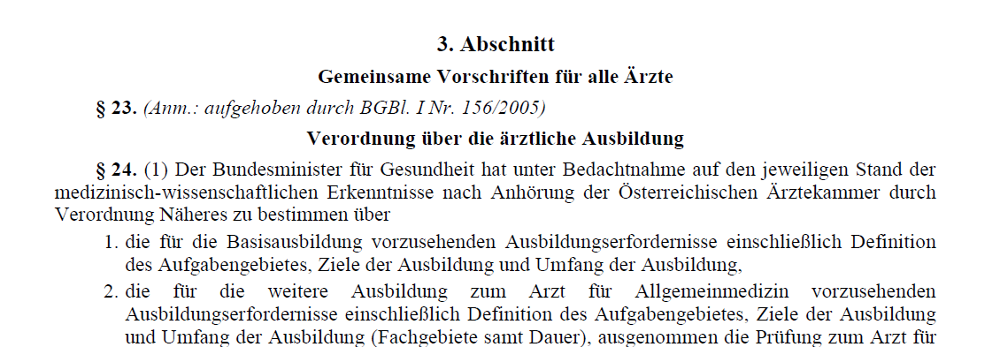 3. Abschnitt
Gemeinsame Vorschriften für alle Ärzte
§ 23. (Anm.: aufgehoben durch BGBl. I Nr. 156/2005)
Verordnung über die ärztliche Ausbildung
§ 24. (1) Der Bundesminister für Gesundheit hat unter Bedachtnahme auf den jeweiligen Stand der
medizinisch-wissenschaftlichen Erkenntnisse nach Anhörung der Österreichischen Ärztekammer durch
Verordnung Näheres zu bestimmen über
1. die für die Basisausbildung vorzusehenden Ausbildungserfordernisse einschließlich Definition
des Aufgabengebietes, Ziele der Ausbildung und Umfang der Ausbildung,
2. die für die weitere Ausbildung zum Arzt für Allgemeinmedizin vorzusehenden
Ausbildungserfordernisse einschließlich Definition des Aufgabengebietes, Ziele der Ausbildung
und Umfang der Ausbildung (Fachgebiete samt Dauer), ausgenommen die Prüfung zum Arzt für